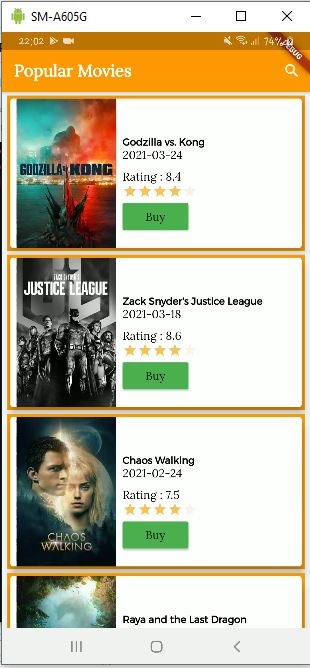 SM-A605G
22:02
74%
DEBUG
Popular Movies
GODZILLA VS KONG
Godzilla vs. Kong
2021-03-24
Rating : 8.4
Buy
ZACK SNYDER'S
JUSTICE LEAGUE
Zack Snyder's Justice League
2021-03-18
Rating : 8.6
Buy
CHAOS
WALKING
Chaos Walking
2021-02-24
Rating : 7.5
Buy
Raya and the Last Dragon